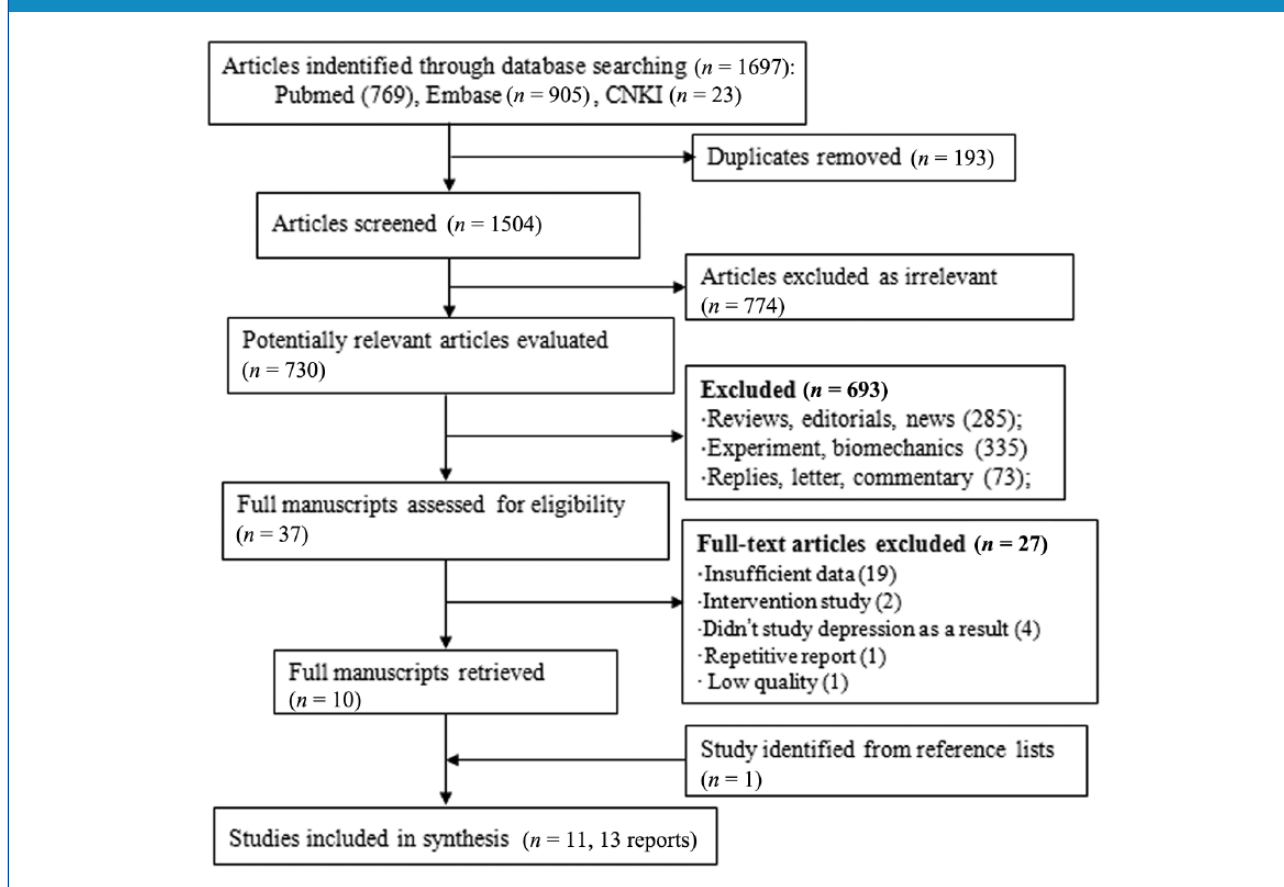 Articles indentified through database searching (n = 1697):
Pubmed (769), Embase (n = 905), CNKI (n = 23)
Duplicates removed (n = 193)
Articles screened (n = 1504)
Articles excluded as irrelevant
(n = 774)
Potentially relevant articles evaluated
(n = 730)
Excluded (n = 693)
·Reviews, editorials, news (285);
·Experiment, biomechanics (335)
·Replies, letter, commentary (73);
Full manuscripts assessed for eligibility
(n = 37)
Full-text articles excluded (n = 27)
·Insufficient data (19)
·Intervention study (2)
·Didn't study depression as a result (4)
·Repetitive report (1)
· Low quality (1)
Full manuscripts retrieved
(n = 10)
Study identified from reference lists
(n = 1)
Studies included in synthesis (n = 11, 13 reports)